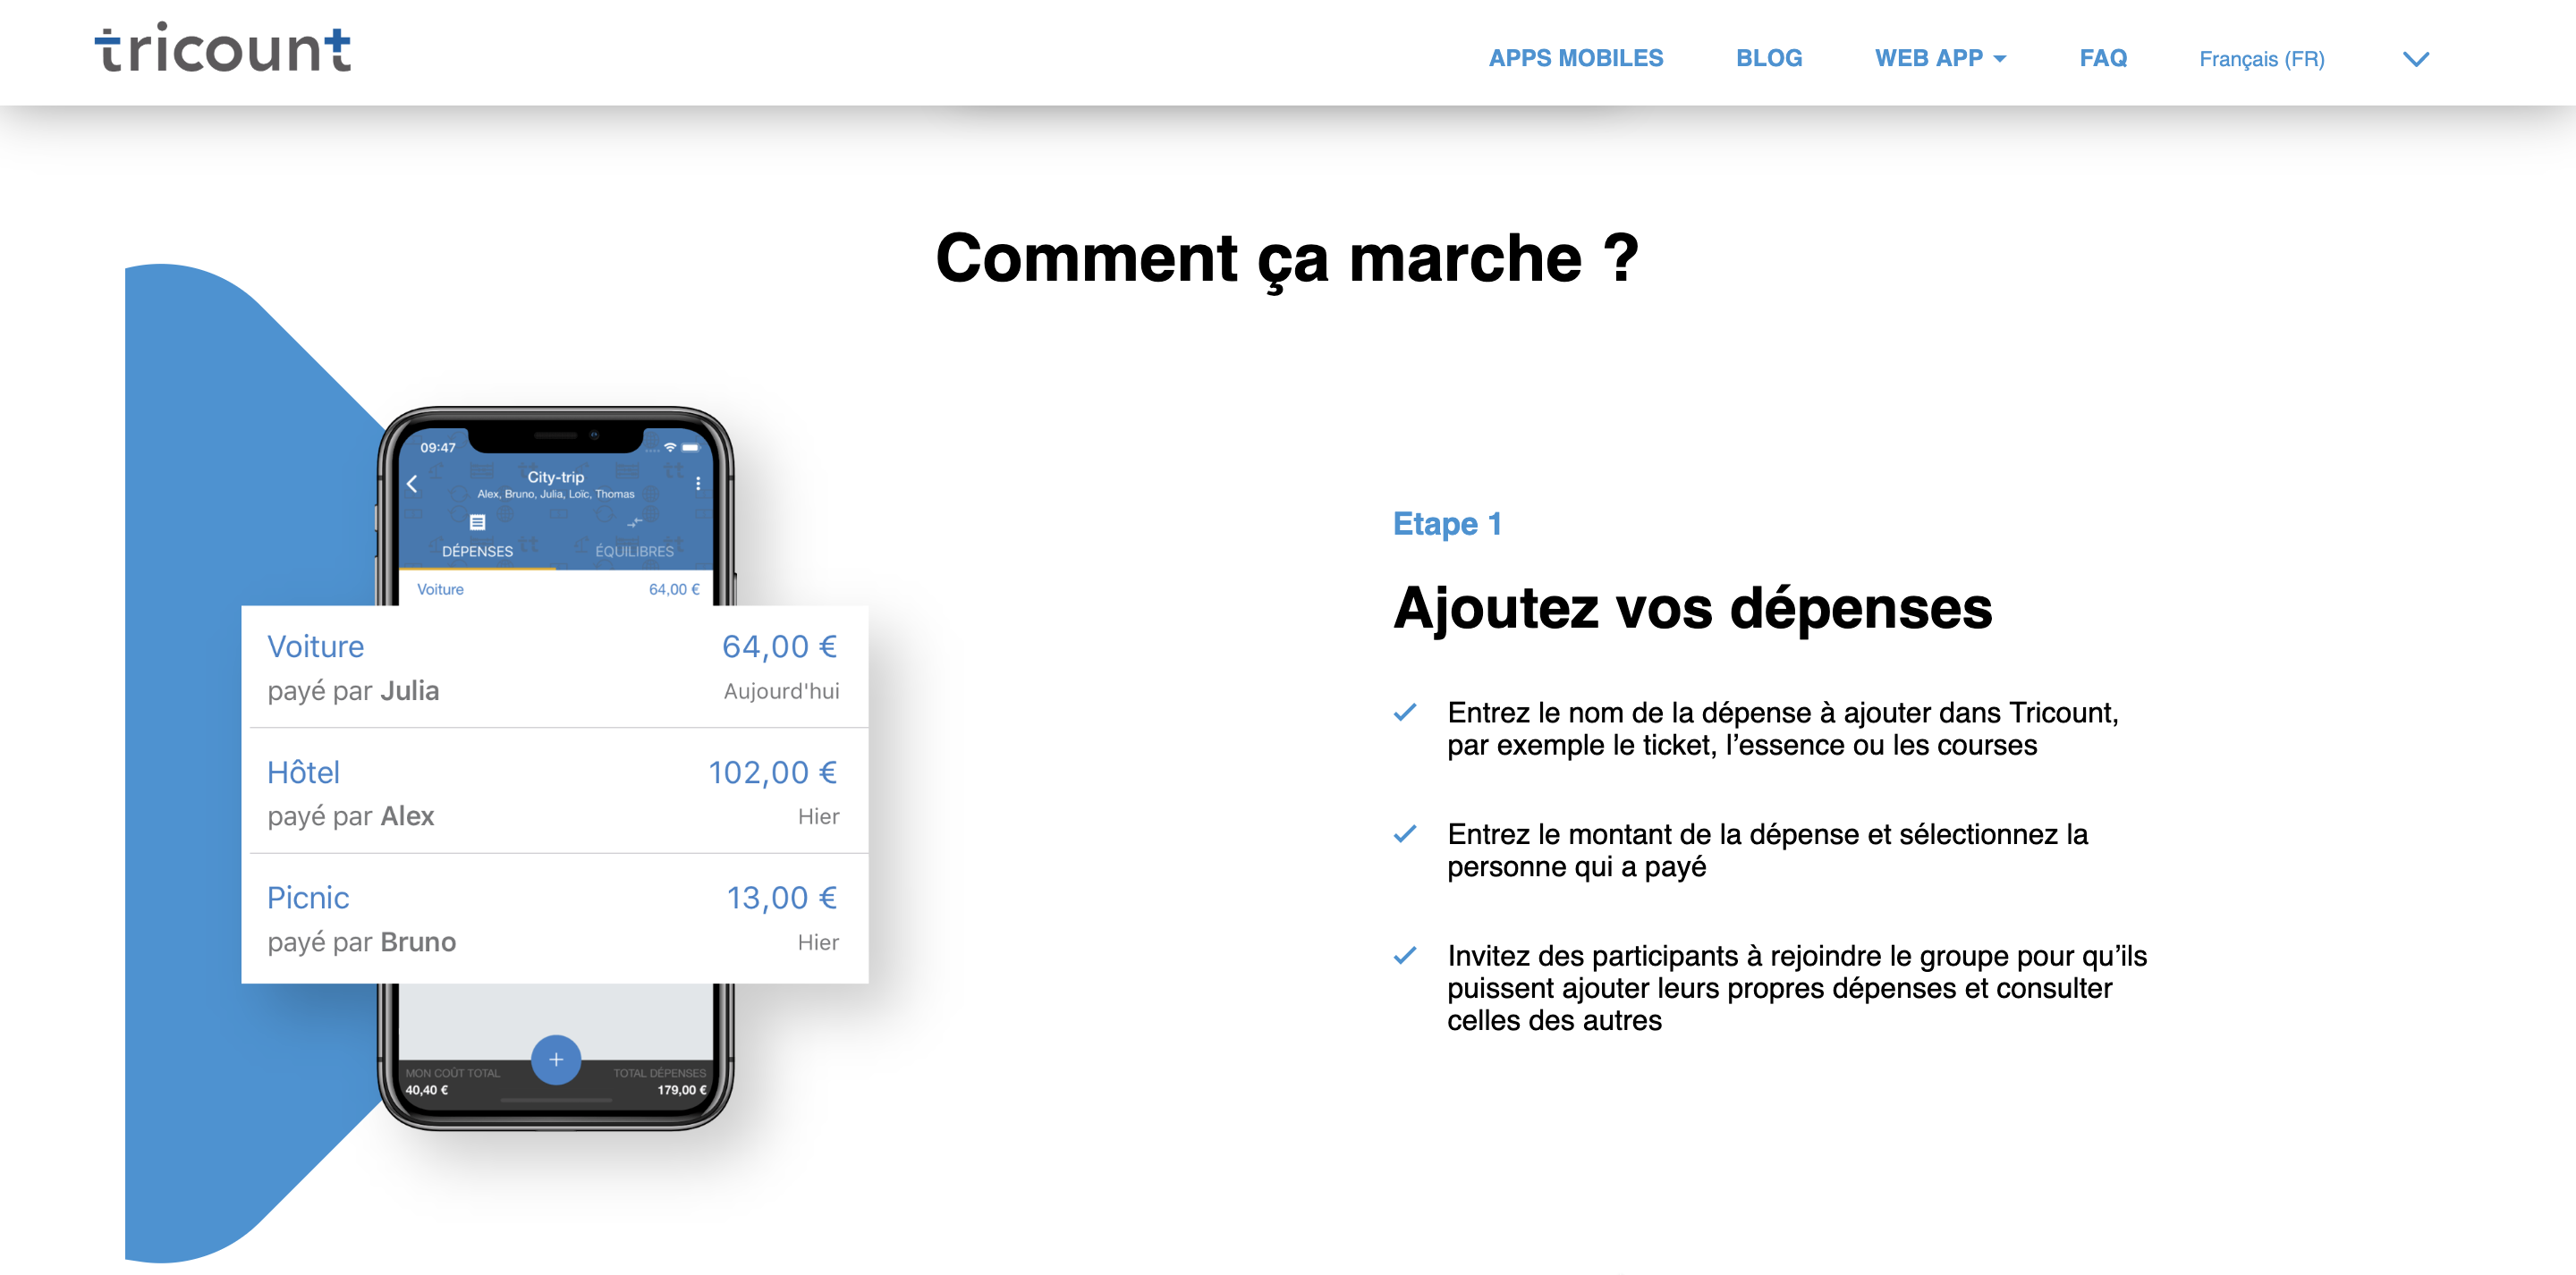 tricount
APPS MOBILES
BLOG
WEB APP
FAQ
Français (FR)
Comment ça marche ?
09:47
City-trip
Alex, Bruno, Julia, Loïc, Thomas
DÉPENSES
ÉQUILIBRES
Voiture 64,00 €
Voiture 64,00 €
payé par Julia Aujourd'hui
Hôtel 102,00 €
payé par Alex Hier
Picnic 13,00 €
payé par Bruno Hier
+
MON COÛT TOTAL TOTAL DÉPENSES
40,40 € 179,00 €
Etape 1
Ajoutez vos dépenses
Entrez le nom de la dépense à ajouter dans Tricount,
par exemple le ticket, l’essence ou les courses
Entrez le montant de la dépense et sélectionnez la
personne qui a payé
Invitez des participants à rejoindre le groupe pour qu’ils
puissent ajouter leurs propres dépenses et consulter
celles des autres